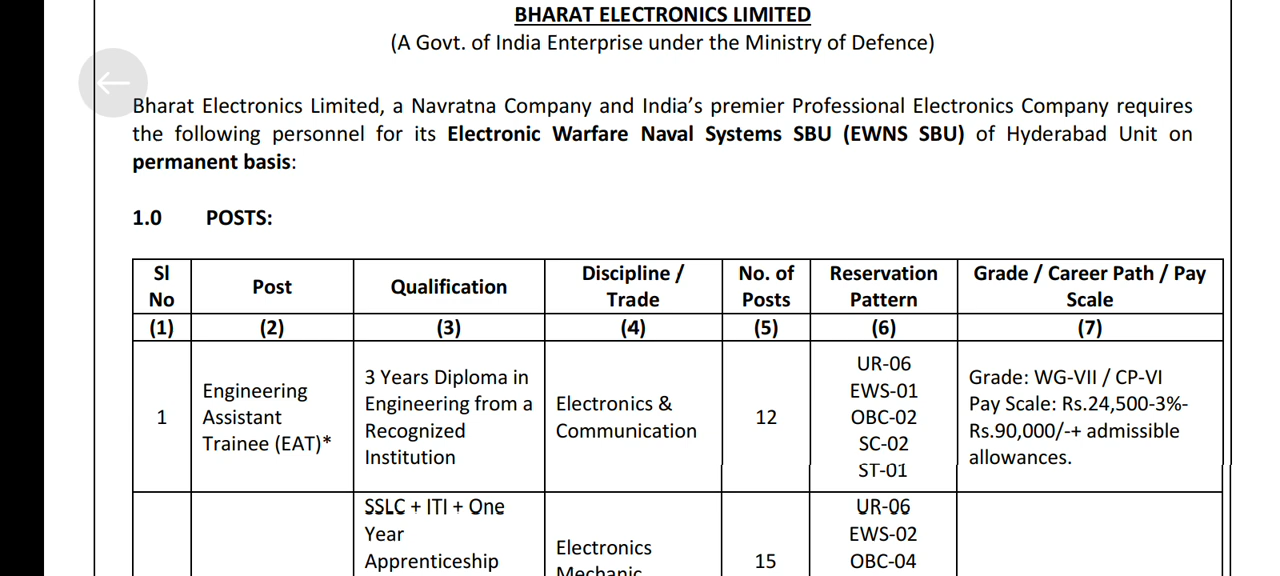 BHARAT ELECTRONICS LIMITED
(A Govt. of India Enterprise under the Ministry of Defence)
Bharat Electronics Limited, a Navratna Company and India's premier Professional Electronics Company requires
the following personnel for its Electronic Warfare Naval Systems SBU (EWNS SBU) of Hyderabad Unit on
permanent basis:
1.0 POSTS:
Sl No
Post
Qualification
Discipline / Trade
No. of Posts
Reservation Pattern
Grade / Career Path / Pay Scale
(1) (2) (3) (4) (5) (6) (7)
1
Engineering
Assistant
Trainee (EAT)*
3 Years Diploma in
Engineering from a
Recognized
Institution
Electronics &
Communication
12
UR-06
EWS-01
OBC-02
SC-02
ST-01
Grade: WG-VII / CP-VI
Pay Scale: Rs.24,500-3%-
Rs.90,000/-+ admissible
allowances.
SSLC + ITI + One
Year
Apprenticeship
Electronics
Mechanic
15
UR-06
EWS-02
OBC-04